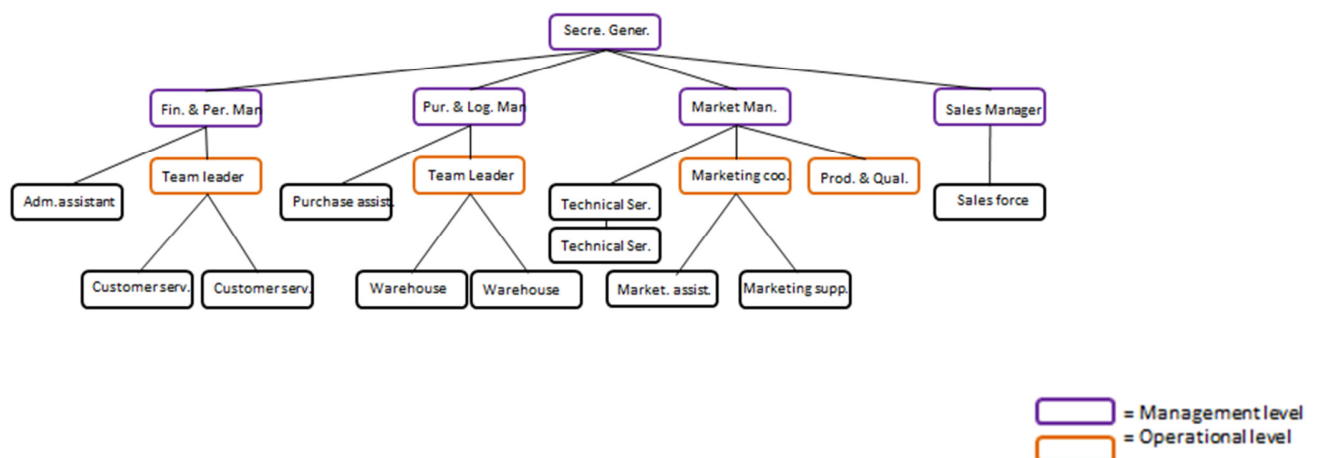 Secre. Gener.
Fin. & Per. Man
Pur. & Log. Man
Market Man.
Sales Manager
Team leader
Team Leader
Marketing coo.
Prod. & Qual.
Adm.assistant
Purchase assist.
Technical Ser.
Sales force
Technical Ser.
Customer serv.
Customer serv.
Warehouse
Warehouse
Market. assist.
Marketing supp.
= Management level
= Operational level